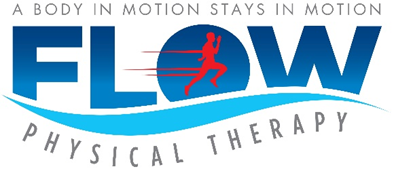 A BODY IN MOTION STAYS IN MOTION
FLOW
PHYSICAL THERAPY